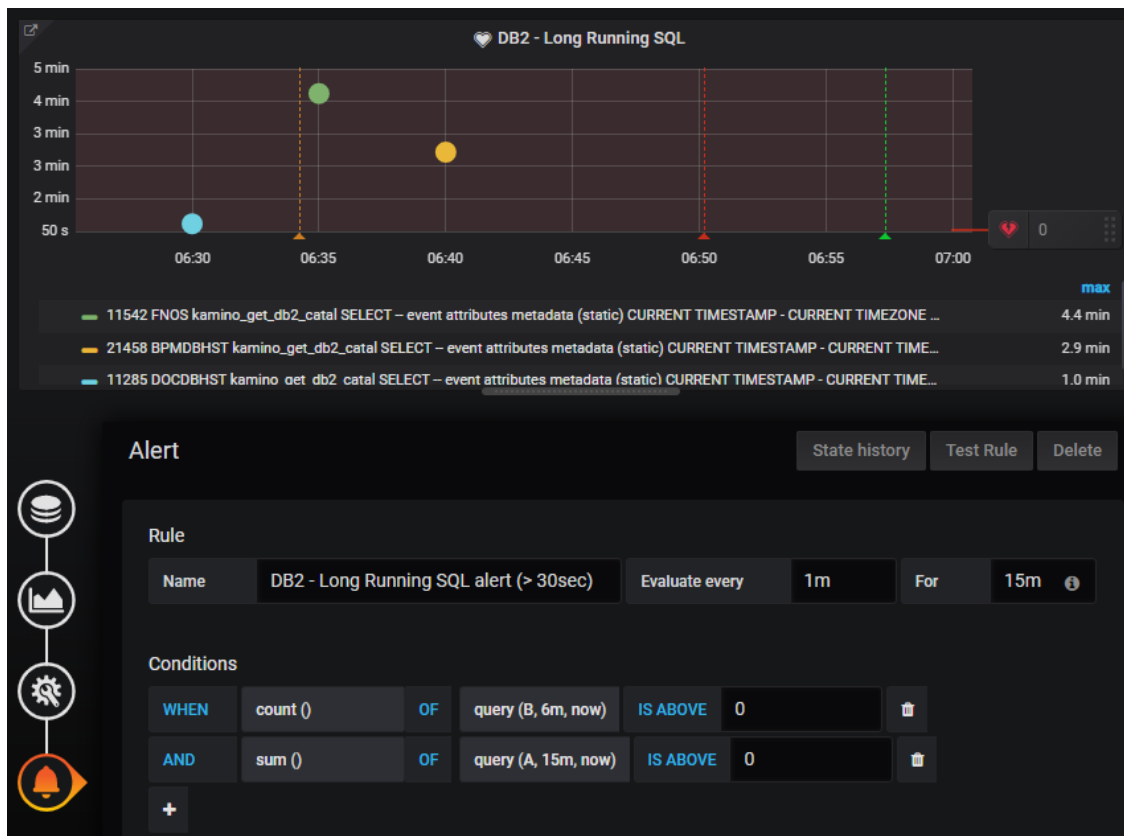 DB2 - Long Running SQL
5 min
4 min
3 min
3 min
2 min
50 s
0
06:30 06:35 06:40 06:45 06:50 06:55 07:00
max
11542 FNOS kamino_get_db2_catal SELECT -- event attributes metadata (static) CURRENT TIMESTAMP - CURRENT TIMEZONE ... 4.4 min
21458 BPMDBHST kamino_get_db2_catal SELECT -- event attributes metadata (static) CURRENT TIMESTAMP - CURRENT TIME... 2.9 min
11285 DOCDBHST kamino_get_db2_catal SELECT -- event attributes metadata (static) CURRENT TIMESTAMP - CURRENT TIME... 1.0 min
Alert State history Test Rule Delete
Rule
Name DB2 - Long Running SQL alert (> 30sec) Evaluate every 1m For 15m
Conditions
WHEN count () OF query (B, 6m, now) IS ABOVE 0
AND sum () OF query (A, 15m, now) IS ABOVE 0
+